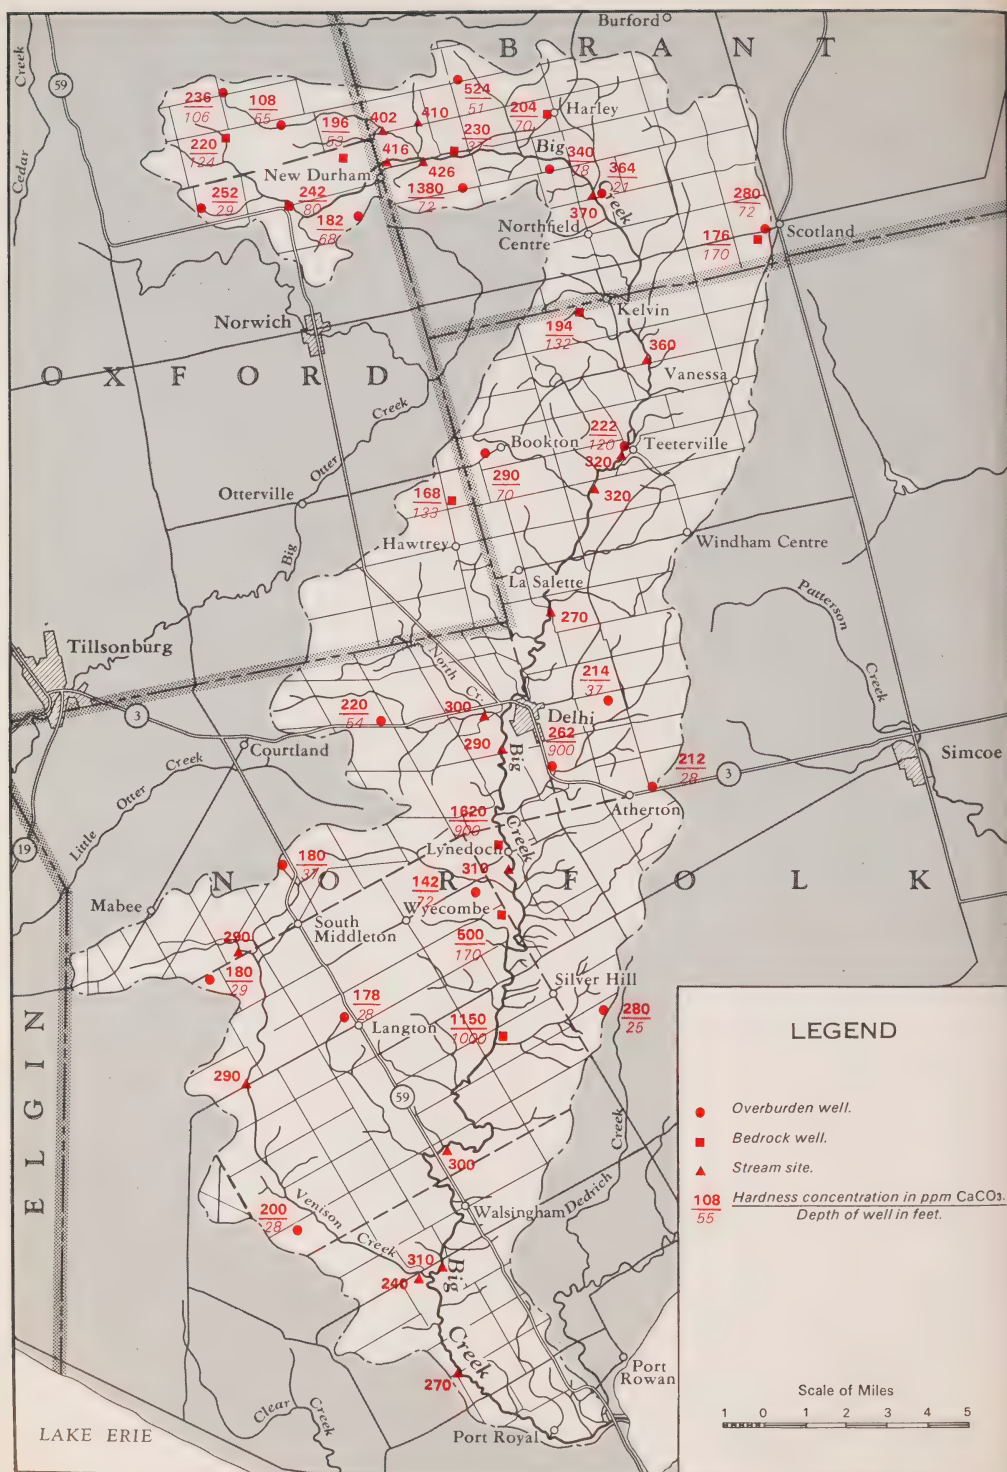 Burford
B R A N T
Creek
59
236
106
108
65
524
51
410
402
204
70
Harley
196
53
230
37
220
124
416
426
Big
340
78
364
21
New Durham
1380
72
252
29
242
80
182
68
370
Creek
Northfield
Centre
280
72
176
170
Scotland
Cedar
Norwich
Kelvin
194
132
360
Vanessa
O X F O R D
Creek
Otter
Big
Bookton
222
120
Teeterville
320
290
70
320
Otterville
168
133
Hawtrey
Windham Centre
La Salette
Patterson
Creek
270
Tillsonburg
North Cr.
214
37
3
220
54
300
Delhi
262
900
290
Courtland
Simcoe
Big
Creek
212
28
3
Atherton
Little Otter Creek
1620
900
Lynedoch
310
19
180
37
N O R F O L K
142
72
Mabee
Wyecombe
South
Middleton
290
500
170
180
29
Silver Hill
178
28
Langton
1150
1000
280
25
E L G I N
290
59
300
Dedrich Creek
Walsingham
Venison Creek
200
28
310
240
Big
Creek
270
Port
Rowan
Clear Creek
Port Royal
LAKE ERIE
LEGEND
Overburden well.
Bedrock well.
Stream site.
108 Hardness concentration in ppm CaCO3.
55 Depth of well in feet.
Scale of Miles
1 0 1 2 3 4 5